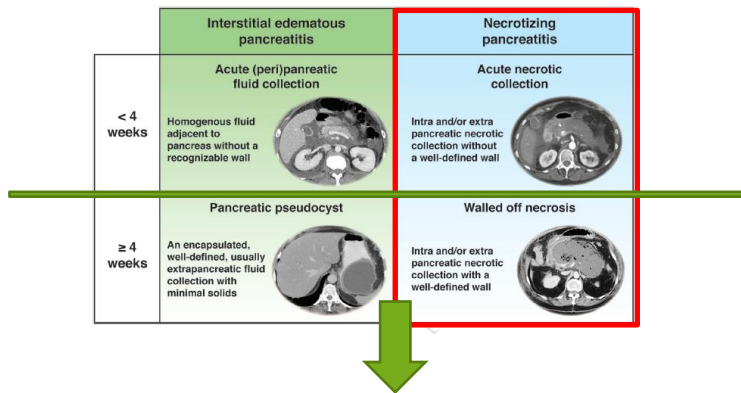 Interstitial edematous
pancreatitis
Necrotizing
pancreatitis
< 4
weeks
Acute (peri)panreatic
fluid collection
Homogenous fluid
adjacent to
pancreas without a
recognizable wall
Acute necrotic
collection
Intra and/or extra
pancreatic necrotic
collection without
a well-defined wall
≥ 4
weeks
Pancreatic pseudocyst
An encapsulated,
well-defined, usually
extrapancreatic fluid
collection with
minimal solids
Walled off necrosis
Intra and/or extra
pancreatic necrotic
collection with a
well-defined wall